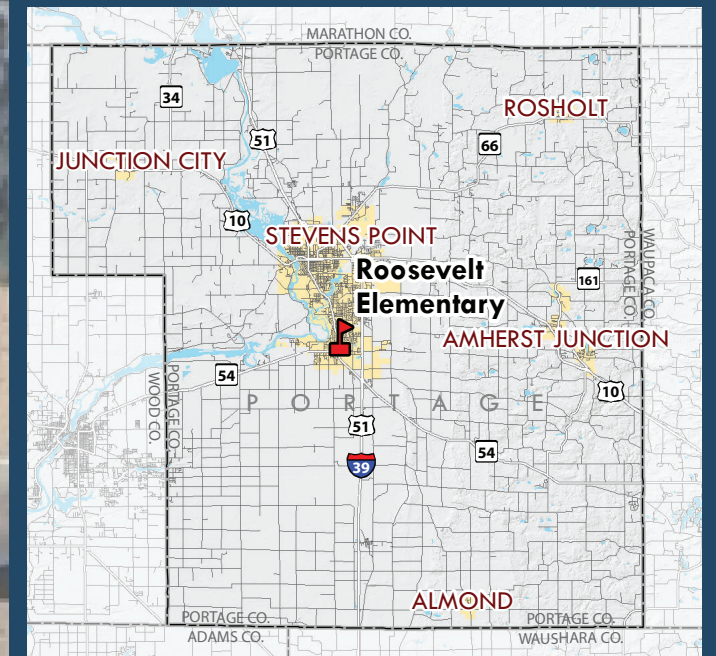 MARATHON CO.
PORTAGE CO.
34
ROSHOLT
51
66
JUNCTION CITY
10
STEVENS POINT
WAUPACA CO.
PORTAGE CO.
Roosevelt
Elementary
161
AMHERST JUNCTION
54
10
WOOD CO.
PORTAGE CO.
PORTAGE
51
54
39
ALMOND
PORTAGE CO.
ADAMS CO.
PORTAGE CO.
WAUSHARA CO.